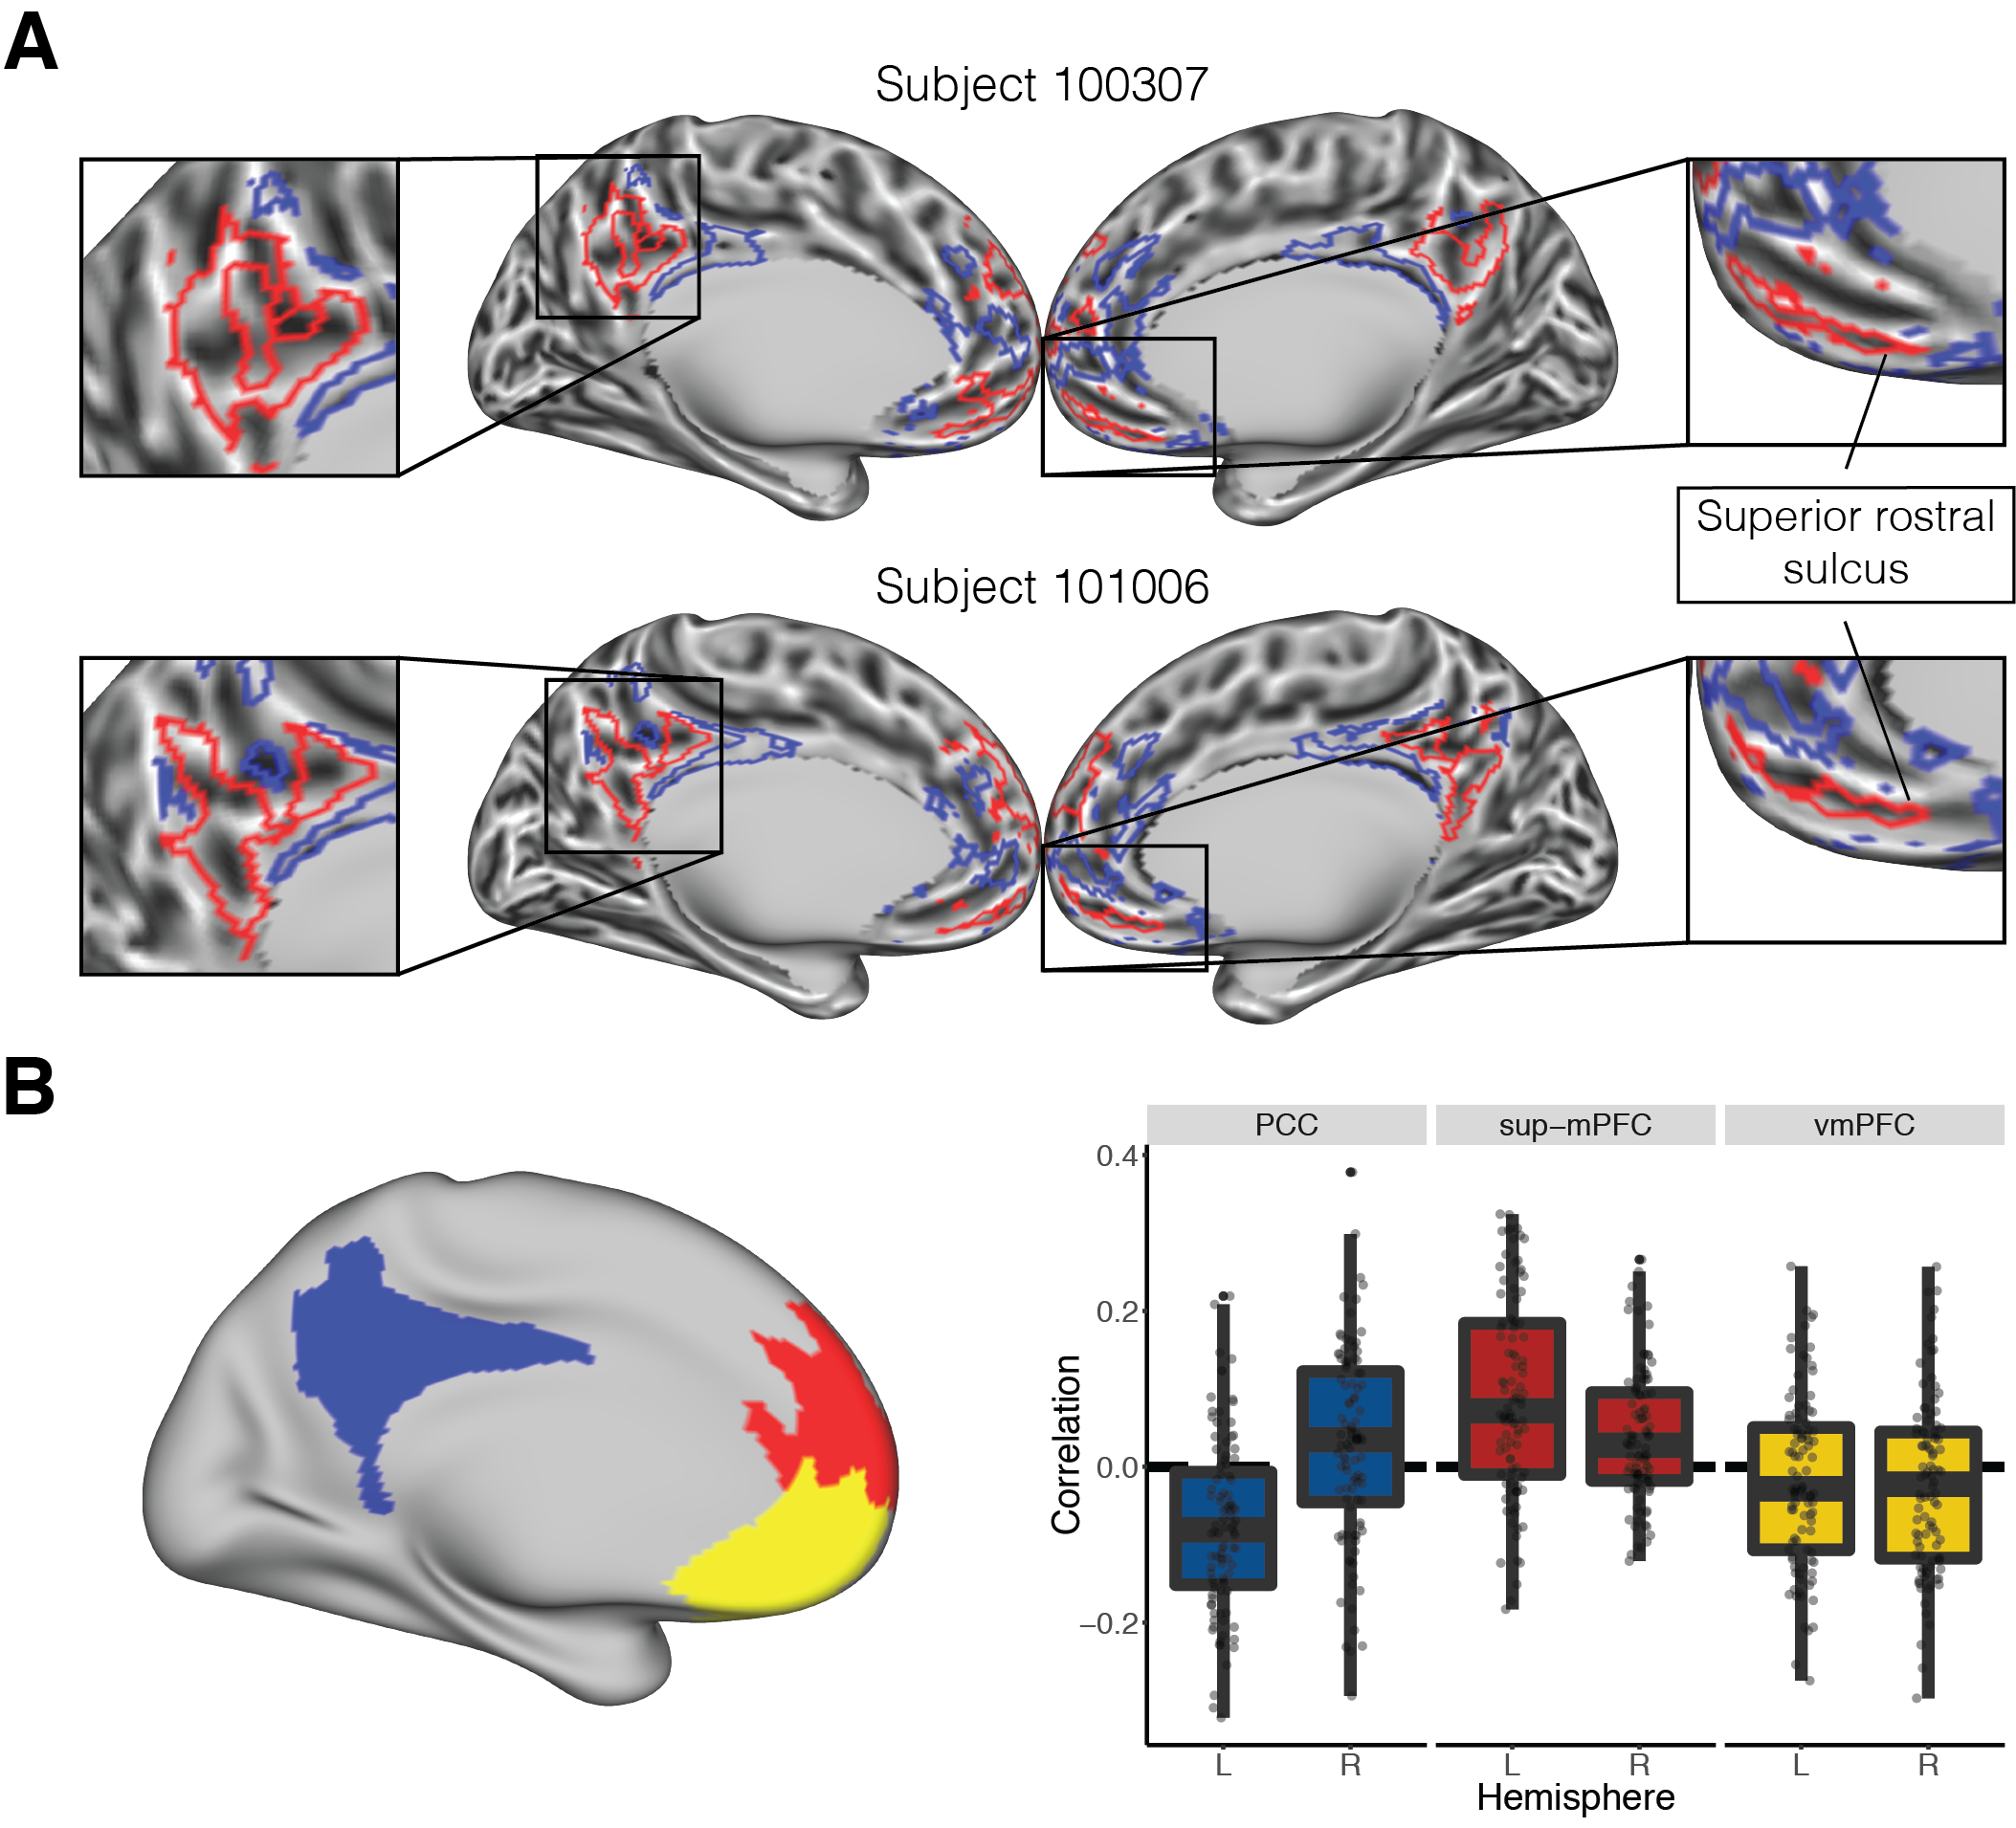 A
Subject 100307
Superior rostral
sulcus
Subject 101006
B
PCC
sup−mPFC
vmPFC
0.4
0.2
0.0
−0.2
Correlation
L
R
L
R
L
R
Hemisphere